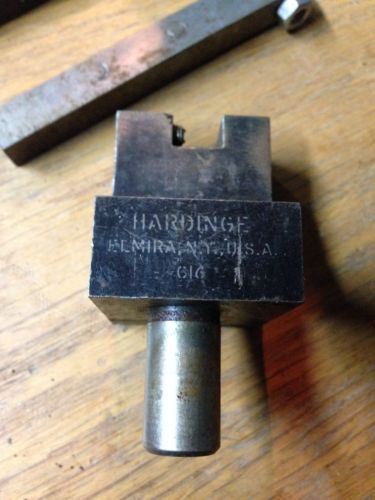 HARDINGE
ELMIRA, N.Y., U.S.A.
C16